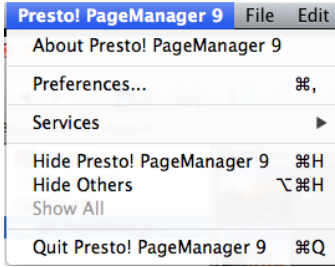 Presto! PageManager 9 File Edit
About Presto! PageManager 9
Preferences... ⌘,
Services ▶
Hide Presto! PageManager 9 ⌘H
Hide Others ⌥⌘H
Show All
Quit Presto! PageManager 9 ⌘Q